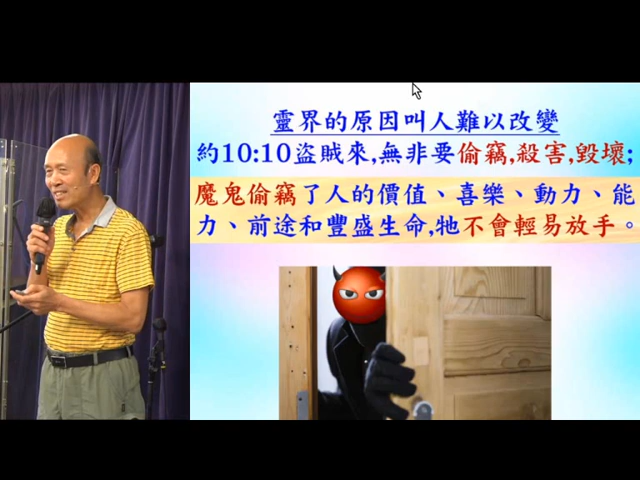 靈界的原因叫人難以改變
約10:10盜賊來,無非要偷竊,殺害,毀壞;
魔鬼偷竊了人的價值、喜樂、動力、能
力、前途和豐盛生命,牠不會輕易放手。